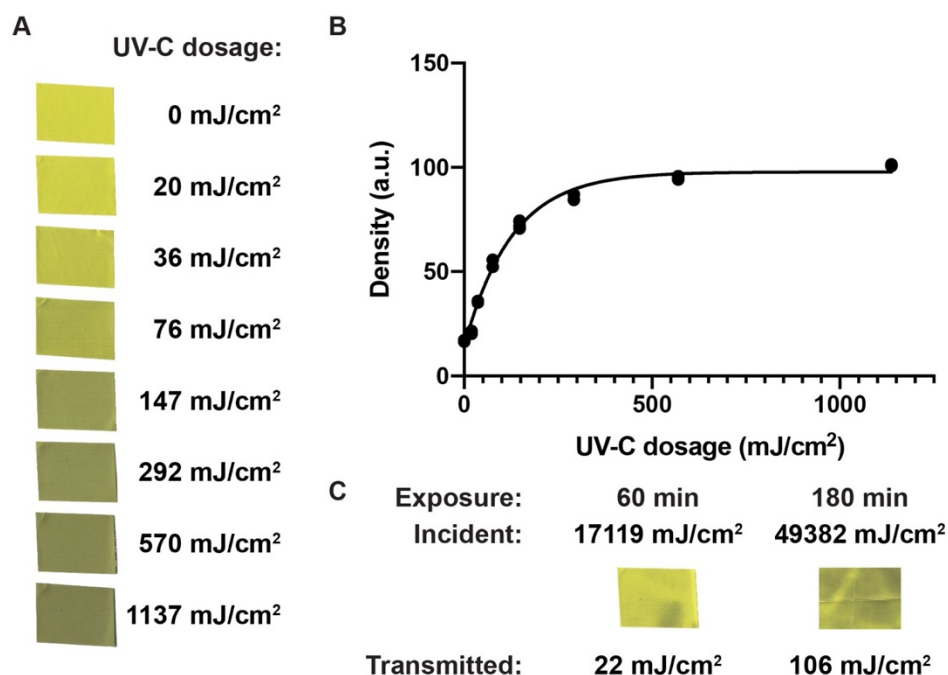 A
UV-C dosage:
0 mJ/cm²
20 mJ/cm²
36 mJ/cm²
76 mJ/cm²
147 mJ/cm²
292 mJ/cm²
570 mJ/cm²
1137 mJ/cm²
B
150
100
50
0
Density (a.u.)
0 500 1000
UV-C dosage (mJ/cm²)
C
Exposure: 60 min 180 min
Incident: 17119 mJ/cm² 49382 mJ/cm²
Transmitted: 22 mJ/cm² 106 mJ/cm²